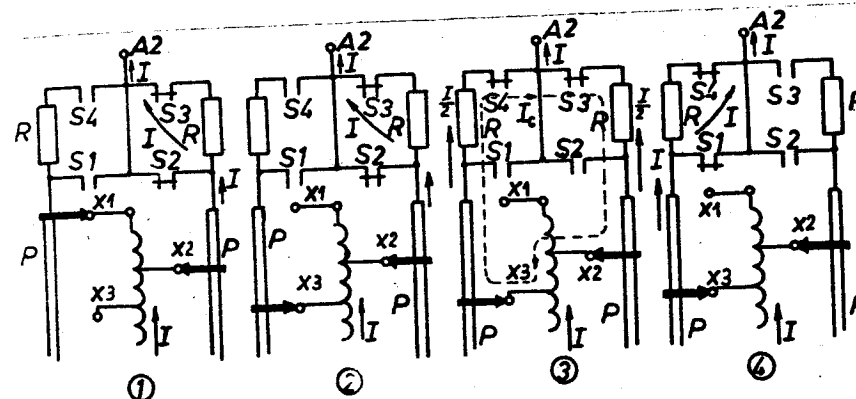 A2 A2 A2 A2
I I I I
S4 S3 S4 S3 S4 S3 S4 S3
R I R I R I/2 R Ic R I/2 R I R
S1 S2 S1 S2 S1 S2 S1 S2
I I
X1 X1 X1 X1
P X2 P P X2 P X2 X2
X3 X3 X3 X3
I I P I P P I P
1 2 3 4